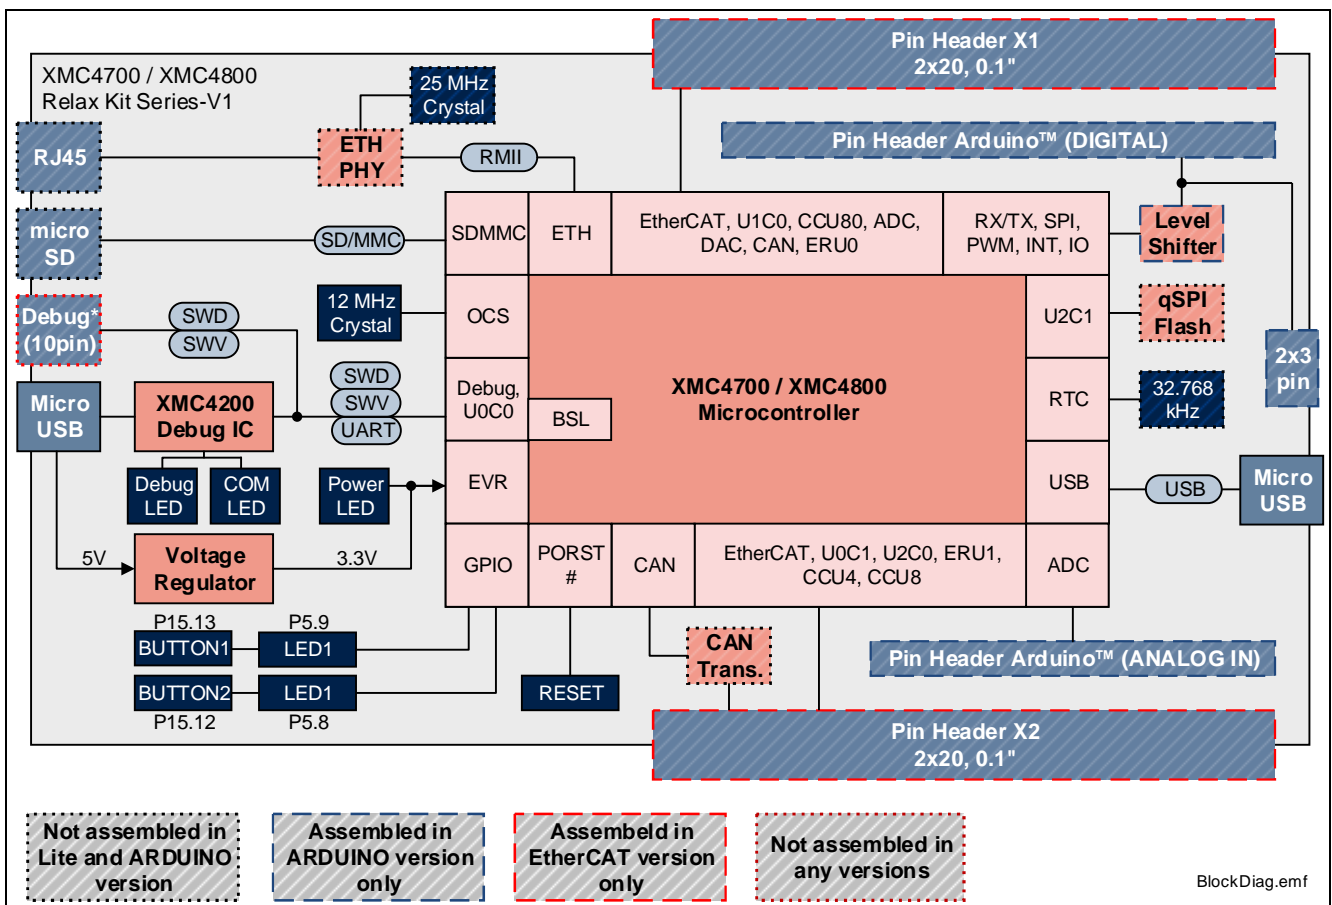 Pin Header X1
2x20, 0.1"
XMC4700 / XMC4800
Relax Kit Series-V1
25 MHz
Crystal
RJ45
ETH
PHY
RMII
Pin Header Arduino™ (DIGITAL)
micro
SD
SD/MMC
SDMMC
ETH
EtherCAT, U1C0, CCU80, ADC,
DAC, CAN, ERU0
RX/TX, SPI,
PWM, INT, IO
Level
Shifter
Debug*
(10pin)
SWD
SWV
12 MHz
Crystal
OCS
U2C1
qSPI
Flash
2x3
pin
Micro
USB
XMC4200
Debug IC
SWD
SWV
UART
Debug,
U0C0
BSL
XMC4700 / XMC4800
Microcontroller
RTC
32.768
kHz
Debug
LED
COM
LED
Power
LED
EVR
USB
USB
Micro
USB
5V
Voltage
Regulator
3.3V
GPIO
PORST
#
CAN
EtherCAT, U0C1, U2C0, ERU1,
CCU4, CCU8
ADC
P15.13
P5.9
BUTTON1
LED1
BUTTON2
LED1
P15.12
P5.8
RESET
CAN
Trans.
Pin Header Arduino™ (ANALOG IN)
Pin Header X2
2x20, 0.1"
Not assembled in
Lite and ARDUINO
version
Assembled in
ARDUINO version
only
Assembeld in
EtherCAT version
only
Not assembled in
any versions
BlockDiag.emf